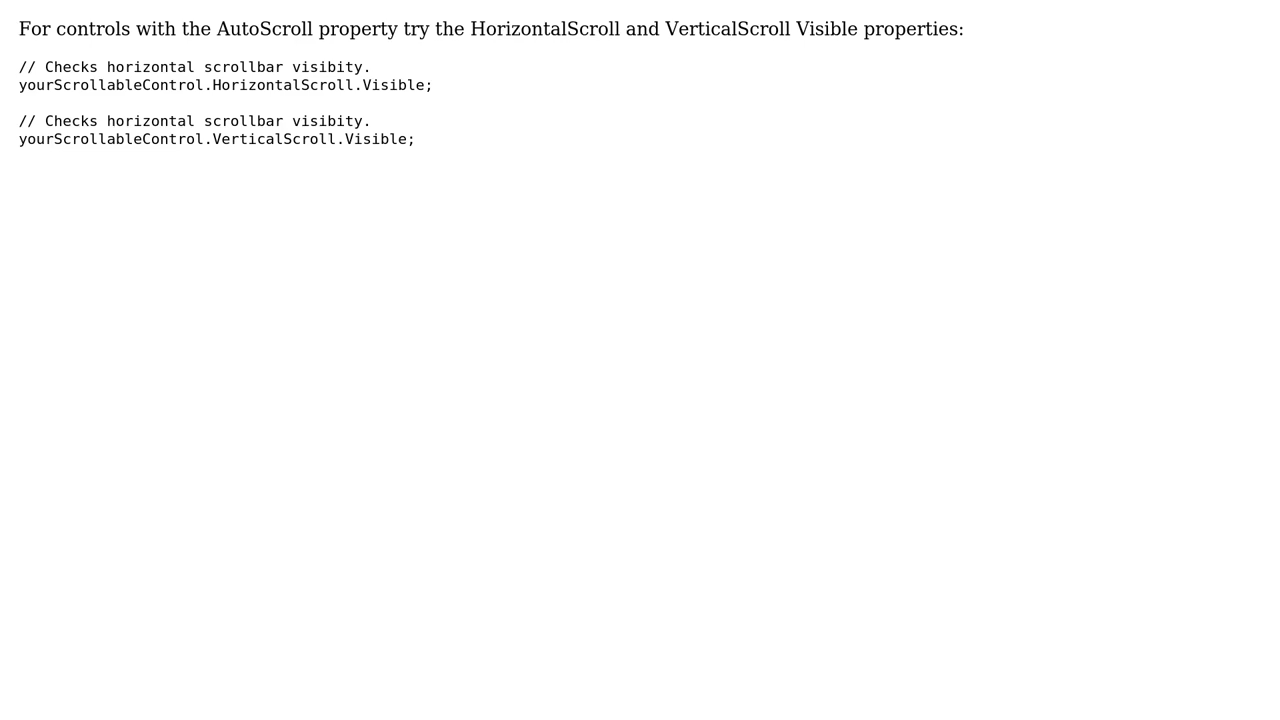 For controls with the AutoScroll property try the HorizontalScroll and VerticalScroll Visible properties:
// Checks horizontal scrollbar visibity.
yourScrollableControl.HorizontalScroll.Visible;
// Checks horizontal scrollbar visibity.
yourScrollableControl.VerticalScroll.Visible;